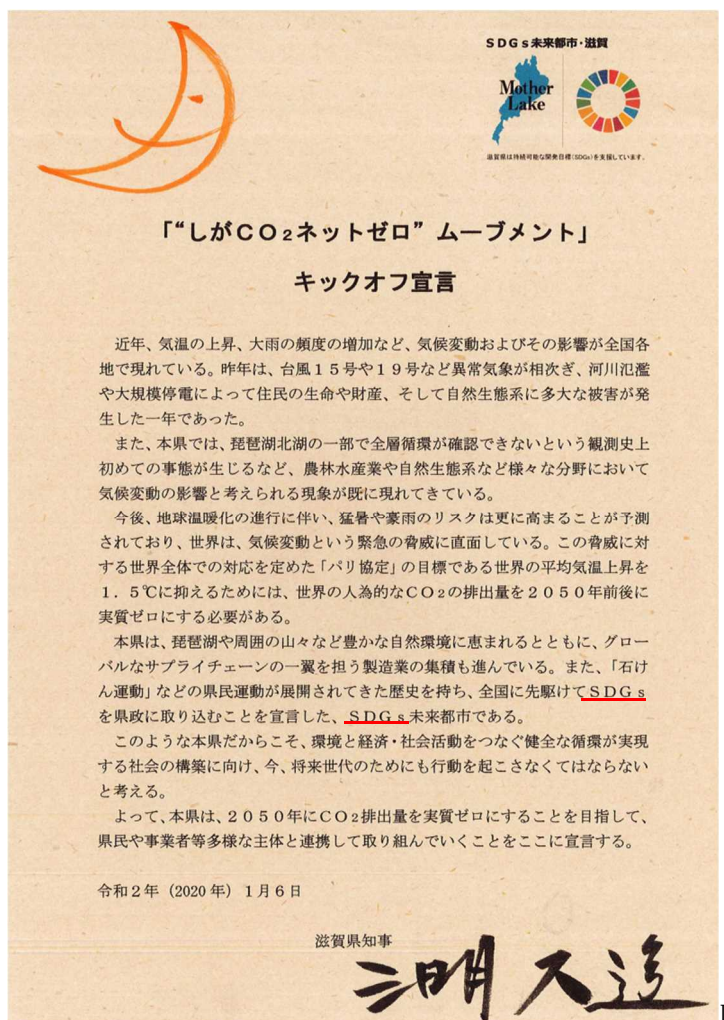 SDGs未来都市・滋賀
Mother
Lake
滋賀県は持続可能な開発目標(SDGs)を支援しています。
「“しがCO₂ネットゼロ”ムーブメント」
キックオフ宣言
近年、気温の上昇、大雨の頻度の増加など、気候変動およびその影響が全国各
地で現れている。昨年は、台風15号や19号など異常気象が相次ぎ、河川氾濫
や大規模停電によって住民の生命や財産、そして自然生態系に多大な被害が発
生した一年であった。
また、本県では、琵琶湖北湖の一部で全層循環が確認できないという観測史上
初めての事態が生じるなど、農林水産業や自然生態系など様々な分野において
気候変動の影響と考えられる現象が既に現れてきている。
今後、地球温暖化の進行に伴い、猛暑や豪雨のリスクは更に高まることが予測
されており、世界は、気候変動という緊急の脅威に直面している。この脅威に対
する世界全体での対応を定めた「パリ協定」の目標である世界の平均気温上昇を
1.5℃に抑えるためには、世界の人為的なCO₂の排出量を2050年前後に
実質ゼロにする必要がある。
本県は、琵琶湖や周囲の山々など豊かな自然環境に恵まれるとともに、グロー
バルなサプライチェーンの一翼を担う製造業の集積も進んでいる。また、「石け
ん運動」などの県民運動が展開されてきた歴史を持ち、全国に先駆けてSDGs
を県政に取り込むことを宣言した、SDGs未来都市である。
このような本県だからこそ、環境と経済・社会活動をつなぐ健全な循環が実現
する社会の構築に向け、今、将来世代のためにも行動を起こさなくてはならない
と考える。
よって、本県は、2050年にCO₂排出量を実質ゼロにすることを目指して、
県民や事業者等多様な主体と連携して取り組んでいくことをここに宣言する。
令和2年（2020年）1月6日
滋賀県知事
三日月 大造